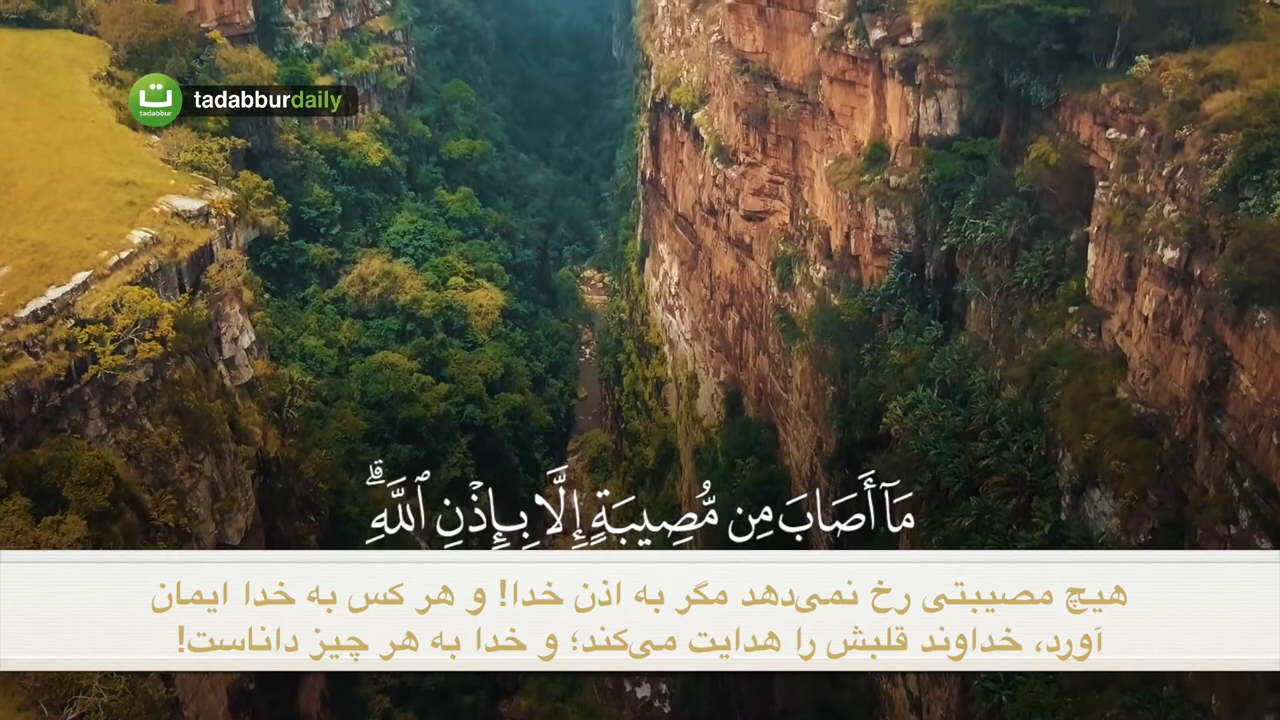 ت
tadabbur
tadabburdaily
مَآ أَصَابَ مِن مُّصِيبَةٍ إِلَّا بِإِذْنِ ٱللَّهِ ۗ
هیچ مصیبتی رخ نمی‌دهد مگر به اذن خدا! و هر کس به خدا ایمان
آورد، خداوند قلبش را هدایت می‌کند؛ و خدا به هر چیز داناست!